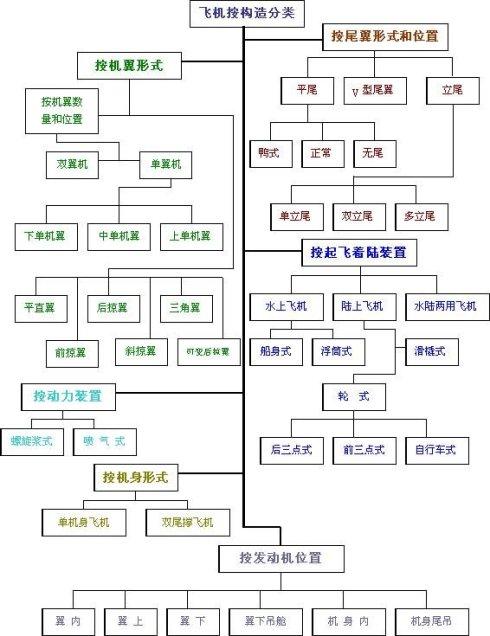 飞机按构造分类
按尾翼形式和位置
按机翼形式
平尾
V型尾翼
立尾
按机翼数
量和位置
鸭式
正常
无尾
双翼机
单翼机
下单机翼
中单机翼
上单机翼
单立尾
双立尾
多立尾
按起飞着陆装置
平直翼
后掠翼
三角翼
水上飞机
陆上飞机
水陆两用飞机
前掠翼
斜掠翼
可变后掠翼
船身式
浮筒式
滑橇式
按动力装置
轮 式
螺旋浆式
喷气式
后三点式
前三点式
自行车式
按机身形式
单机身飞机
双尾撑飞机
按发动机位置
翼内
翼上
翼下
翼下吊舱
机身内
机身尾吊